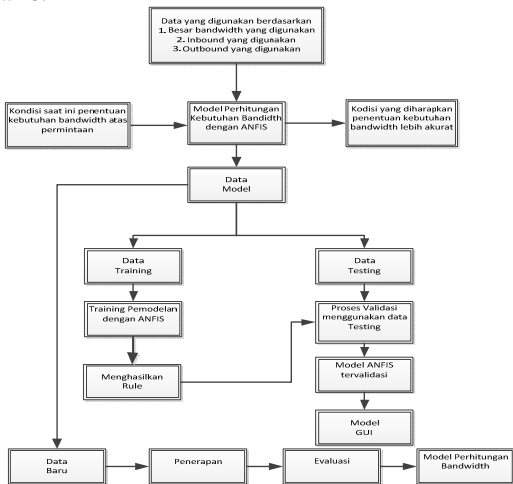 Data yang digunakan berdasarkan
1. Besar bandwidth yang digunakan
2. Inbound yang digunakan
3. Outbound yang digunakan
Kondisi saat ini penentuan
kebutuhan bandwidth atas
permintaan
Model Perhitungan
Kebutuhan Bandidth
dengan ANFIS
Kodisi yang diharapkan
penentuan kebutuhan
bandwidth lebih akurat
Data
Model
Data
Training
Data
Testing
Training Pemodelan
dengan ANFIS
Proses Validasi
menggunakan data
Testing
Menghasilkan
Rule
Model ANFIS
tervalidasi
Model
GUI
Data
Baru
Penerapan
Evaluasi
Model Perhitungan
Bandwidth